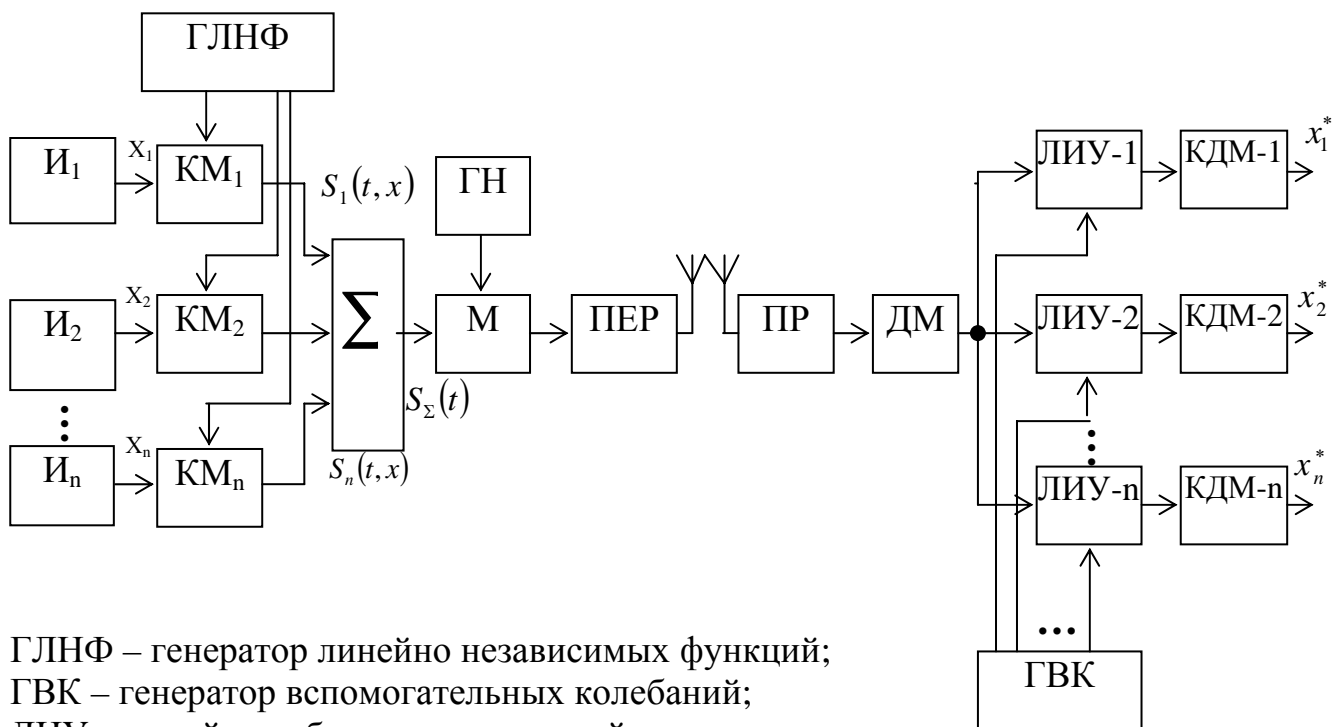 ГЛНФ
И₁
X₁
КМ₁
S₁(t, x)
ГН
ЛИУ-1
КДМ-1
x₁*
И₂
X₂
КМ₂
Σ
М
ПЕР
ПР
ДМ
ЛИУ-2
КДМ-2
x₂*
S_Σ(t)
Иₙ
Xₙ
КМₙ
Sₙ(t, x)
ЛИУ-n
КДМ-n
xₙ*
...
ГЛНФ – генератор линейно независимых функций;
ГВК
ГВК – генератор вспомогательных колебаний;